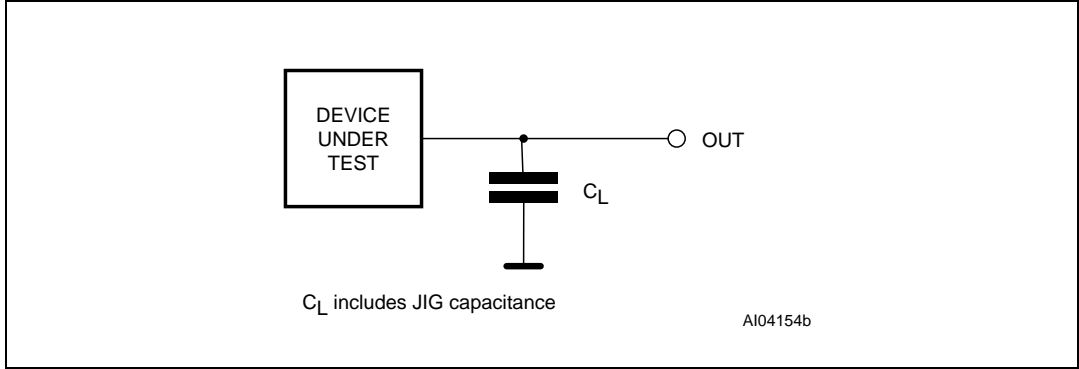 DEVICE
UNDER
TEST
OUT
CL
CL includes JIG capacitance
AI04154b